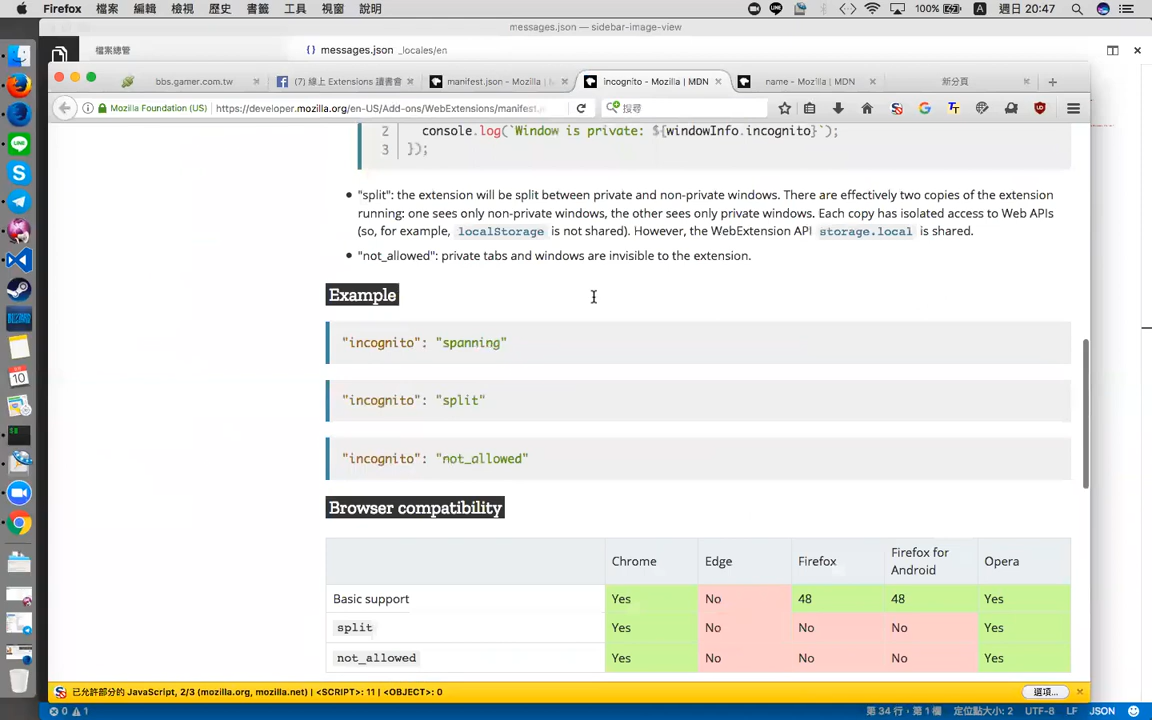 Firefox 檔案 編輯 檢視 歷史 書籤 工具 視窗 說明 100% 週日 20:47
messages.json — sidebar-image-view
檔案總管 {} messages.json _locales/en
bbs.gamer.com.tw (7) 線上 Extensions 讀書會 manifest.json - Mozilla | M incognito - Mozilla | MDN name - Mozilla | MDN 新分頁
Mozilla Foundation (US) https://developer.mozilla.org/en-US/Add-ons/WebExtensions/manifest. 搜尋
2 console.log(`Window is private: ${windowInfo.incognito}`);
3 });
"split": the extension will be split between private and non-private windows. There are effectively two copies of the extension
running: one sees only non-private windows, the other sees only private windows. Each copy has isolated access to Web APIs
(so, for example, localStorage is not shared). However, the WebExtension API storage.local is shared.
"not_allowed": private tabs and windows are invisible to the extension.
Example
"incognito": "spanning"
"incognito": "split"
"incognito": "not_allowed"
Browser compatibility
Chrome Edge Firefox Firefox for Android Opera
Basic support Yes No 48 48 Yes
split Yes No No No Yes
not_allowed Yes No No No Yes
已允許部分的 JavaScript, 2/3 (mozilla.org, mozilla.net) | <SCRIPT>: 11 | <OBJECT>: 0 選項...
0 1 第 34 行，第 1 欄 定位點大小: 2 UTF-8 LF JSON